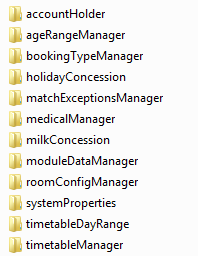 accountHolder
ageRangeManager
bookingTypeManager
holidayConcession
matchExceptionsManager
medicalManager
milkConcession
moduleDataManager
roomConfigManager
systemProperties
timetableDayRange
timetableManager